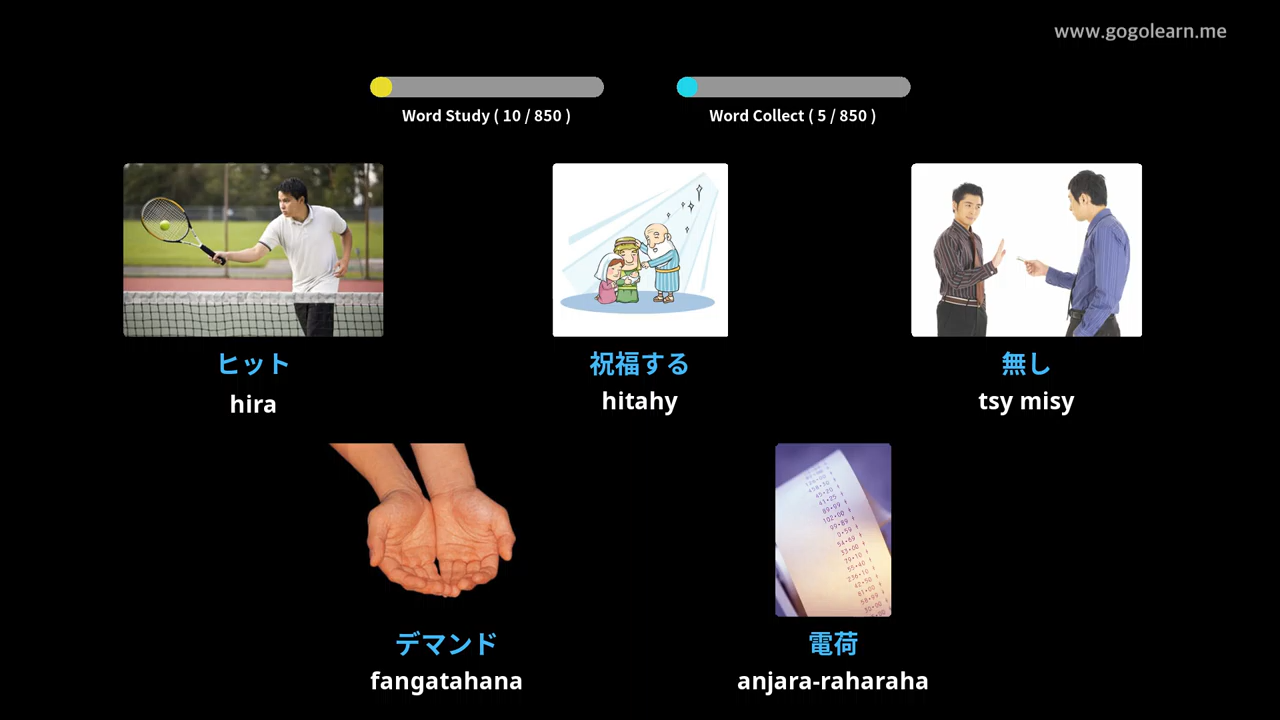 www.gogolearn.me
Word Study ( 10 / 850 )
Word Collect ( 5 / 850 )
ヒット
hira
祝福する
hitahy
無し
tsy misy
デマンド
fangatahana
電荷
anjara-raharaha